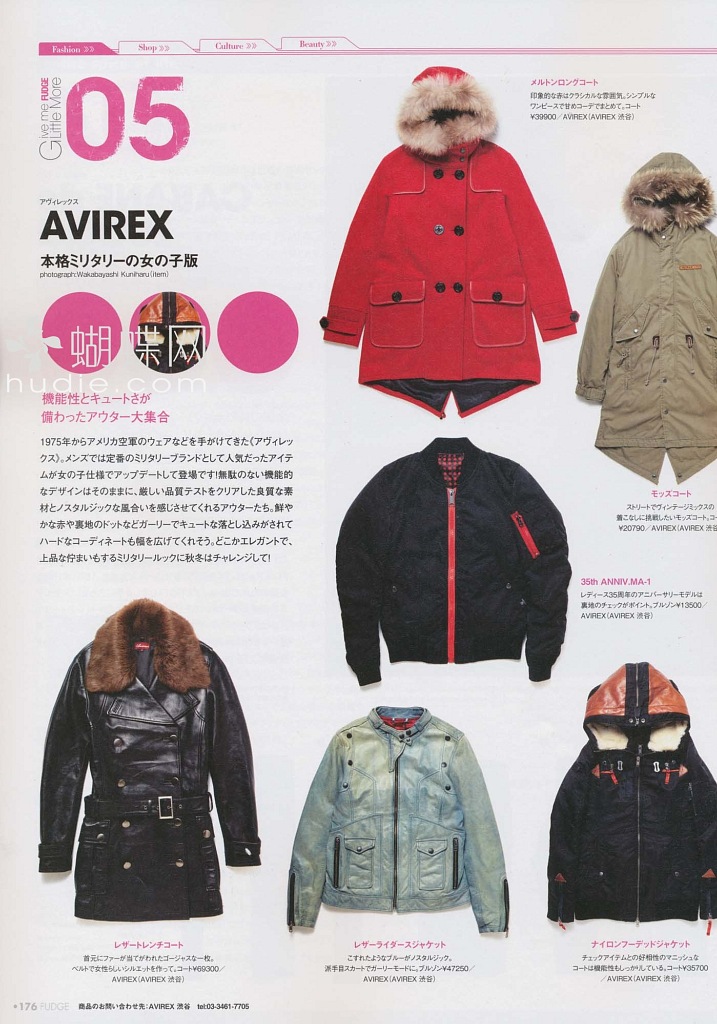 Fashion >>
Shop >>
Culture >>
Beauty >>
Give me FUDGE
Little More
05
アヴィレックス
AVIREX
本格ミリタリーの女の子版
photograph:Wakabayashi Kuniharu(item)
蝴蝶网
hudie.com
機能性とキュートさが
備わったアウター大集合
1975年からアメリカ空軍のウェアなどを手がけてきた《アヴィレッ
クス》。メンズでは定番のミリタリーブランドとして人気だったアイテ
ムが女の子仕様でアップデートして登場です!無駄のない機能的
なデザインはそのままに、厳しい品質テストをクリアした良質な素
材とノスタルジックな風合いを感じさせてくれるアウターたち。鮮や
かな赤や裏地のドットなどガーリーでキュートな落とし込みがされて
ハードなコーディネートも幅を広げてくれそう。どこかエレガントで、
上品な佇まいもするミリタリールックに秋冬はチャレンジして!
メルトンロングコート
印象的な赤はクラシカルな雰囲気。シンプルな
ワンピースで甘めコーデでまとめて。コート
¥39900/AVIREX(AVIREX 渋谷)
モッズコート
ストリートでヴィンテージミックスの
着こなしに挑戦したいモッズコート。コー
¥20790/AVIREX(AVIREX 渋谷)
35th ANNIV.MA-1
レディース35周年のアニバーサリーモデルは
裏地のチェックがポイント。ブルゾン¥13500/
AVIREX(AVIREX 渋谷)
レザートレンチコート
首元にファーが当てがわれたゴージャスな一枚。
ベルトで女性らしいシルエットを作って。コート¥69300/
AVIREX(AVIREX 渋谷)
レザーライダースジャケット
こすれたようなブルーがノスタルジック。
派手目スカートでガーリーモードに。ブルゾン¥47250/
AVIREX(AVIREX 渋谷)
ナイロンフーデッドジャケット
チェックアイテムとの好相性のマニッシュな
コートは機能性もしっかりしている。コート¥35700
/AVIREX(AVIREX 渋谷)
•176 FUDGE 商品のお問い合わせ先:AVIREX 渋谷 tel:03-3461-7705